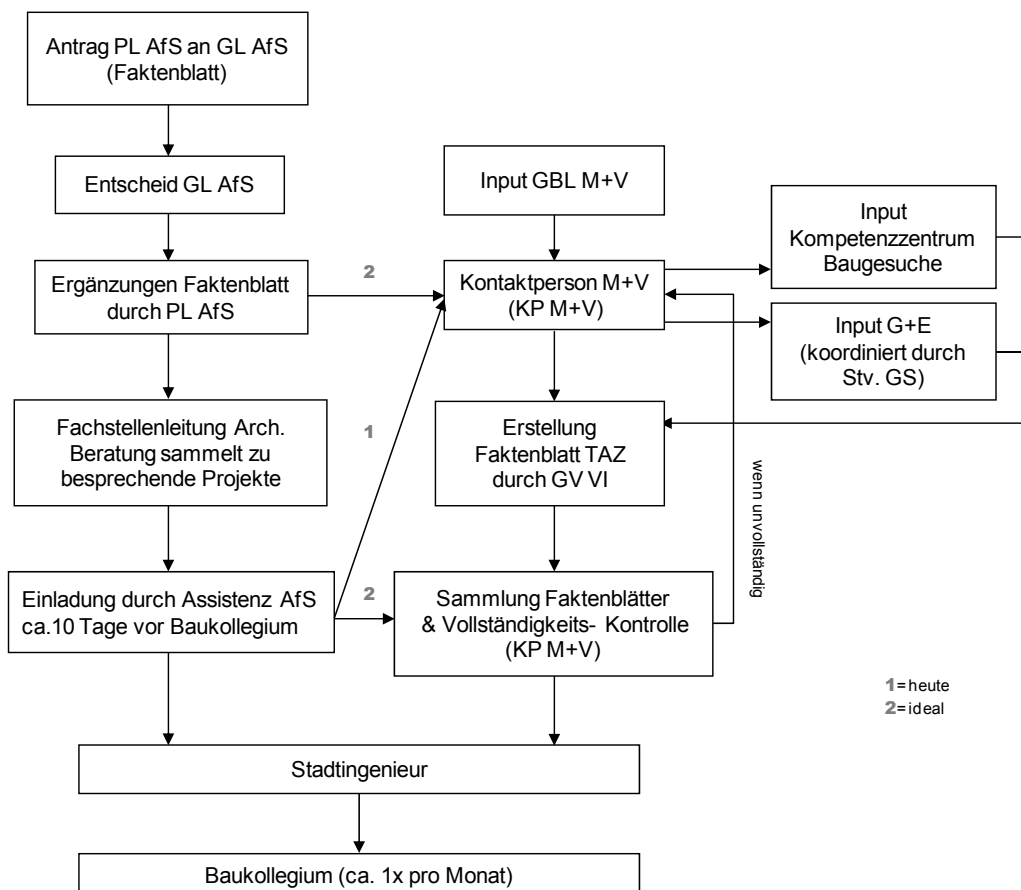 Antrag PL AfS an GL AfS
(Faktenblatt)
Entscheid GL AfS
Ergänzungen Faktenblatt
durch PL AfS
Fachstellenleitung Arch.
Beratung sammelt zu
besprechende Projekte
Einladung durch Assistenz AfS
ca.10 Tage vor Baukollegium
2
1
2
Input GBL M+V
Kontaktperson M+V
(KP M+V)
Erstellung
Faktenblatt TAZ
durch GV VI
Sammlung Faktenblätter
& Vollständigkeits- Kontrolle
(KP M+V)
Input
Kompetenzzentrum
Baugesuche
Input G+E
(koordiniert durch
Stv. GS)
wenn unvollständig
1=heute
2=ideal
Stadtingenieur
Baukollegium (ca. 1x pro Monat)